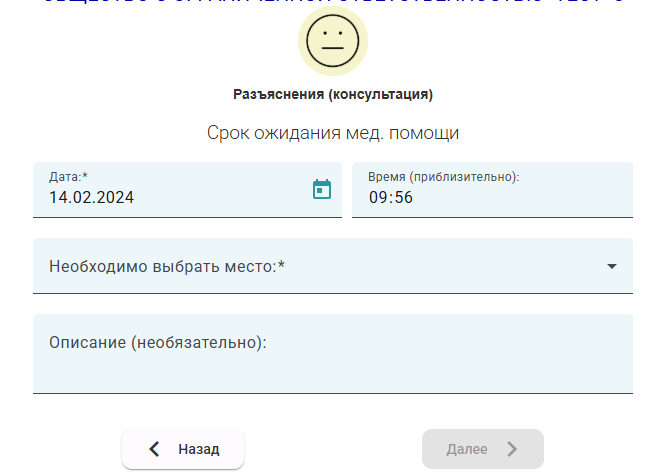 Разъяснения (консультация)
Срок ожидания мед. помощи
Дата:*
14.02.2024
Время (приблизительно):
09:56
Необходимо выбрать место:*
Описание (необязательно):
Назад
Далее